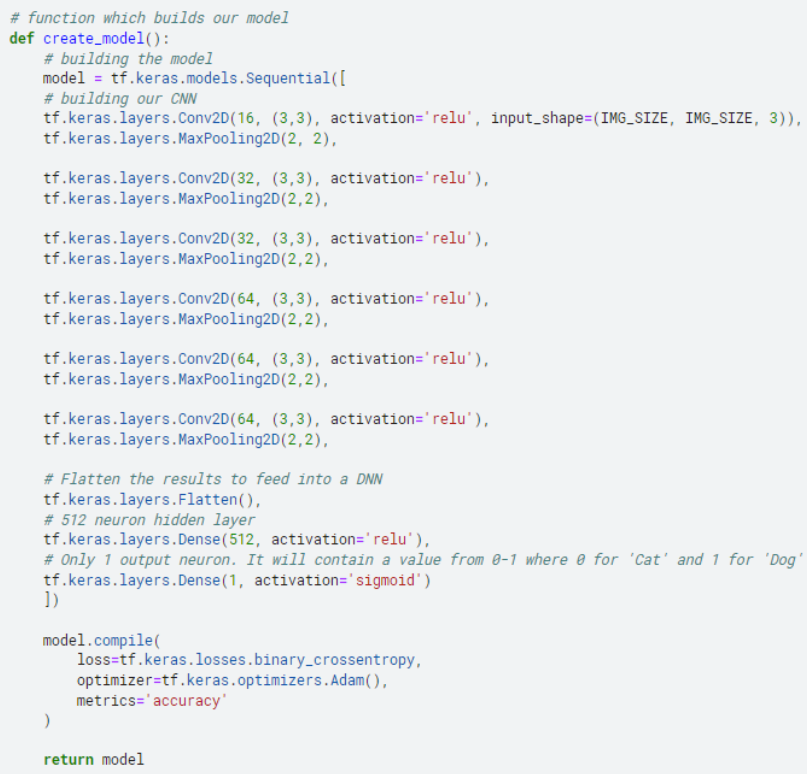 # function which builds our model
def create_model():
    # building the model
    model = tf.keras.models.Sequential([
    # building our CNN
    tf.keras.layers.Conv2D(16, (3,3), activation='relu', input_shape=(IMG_SIZE, IMG_SIZE, 3)),
    tf.keras.layers.MaxPooling2D(2, 2),

    tf.keras.layers.Conv2D(32, (3,3), activation='relu'),
    tf.keras.layers.MaxPooling2D(2,2),

    tf.keras.layers.Conv2D(32, (3,3), activation='relu'),
    tf.keras.layers.MaxPooling2D(2,2),

    tf.keras.layers.Conv2D(64, (3,3), activation='relu'),
    tf.keras.layers.MaxPooling2D(2,2),

    tf.keras.layers.Conv2D(64, (3,3), activation='relu'),
    tf.keras.layers.MaxPooling2D(2,2),

    tf.keras.layers.Conv2D(64, (3,3), activation='relu'),
    tf.keras.layers.MaxPooling2D(2,2),

    # Flatten the results to feed into a DNN
    tf.keras.layers.Flatten(),
    # 512 neuron hidden layer
    tf.keras.layers.Dense(512, activation='relu'),
    # Only 1 output neuron. It will contain a value from 0-1 where 0 for 'Cat' and 1 for 'Dog'
    tf.keras.layers.Dense(1, activation='sigmoid')
    ])

    model.compile(
        loss=tf.keras.losses.binary_crossentropy,
        optimizer=tf.keras.optimizers.Adam(),
        metrics='accuracy'
    )

    return model